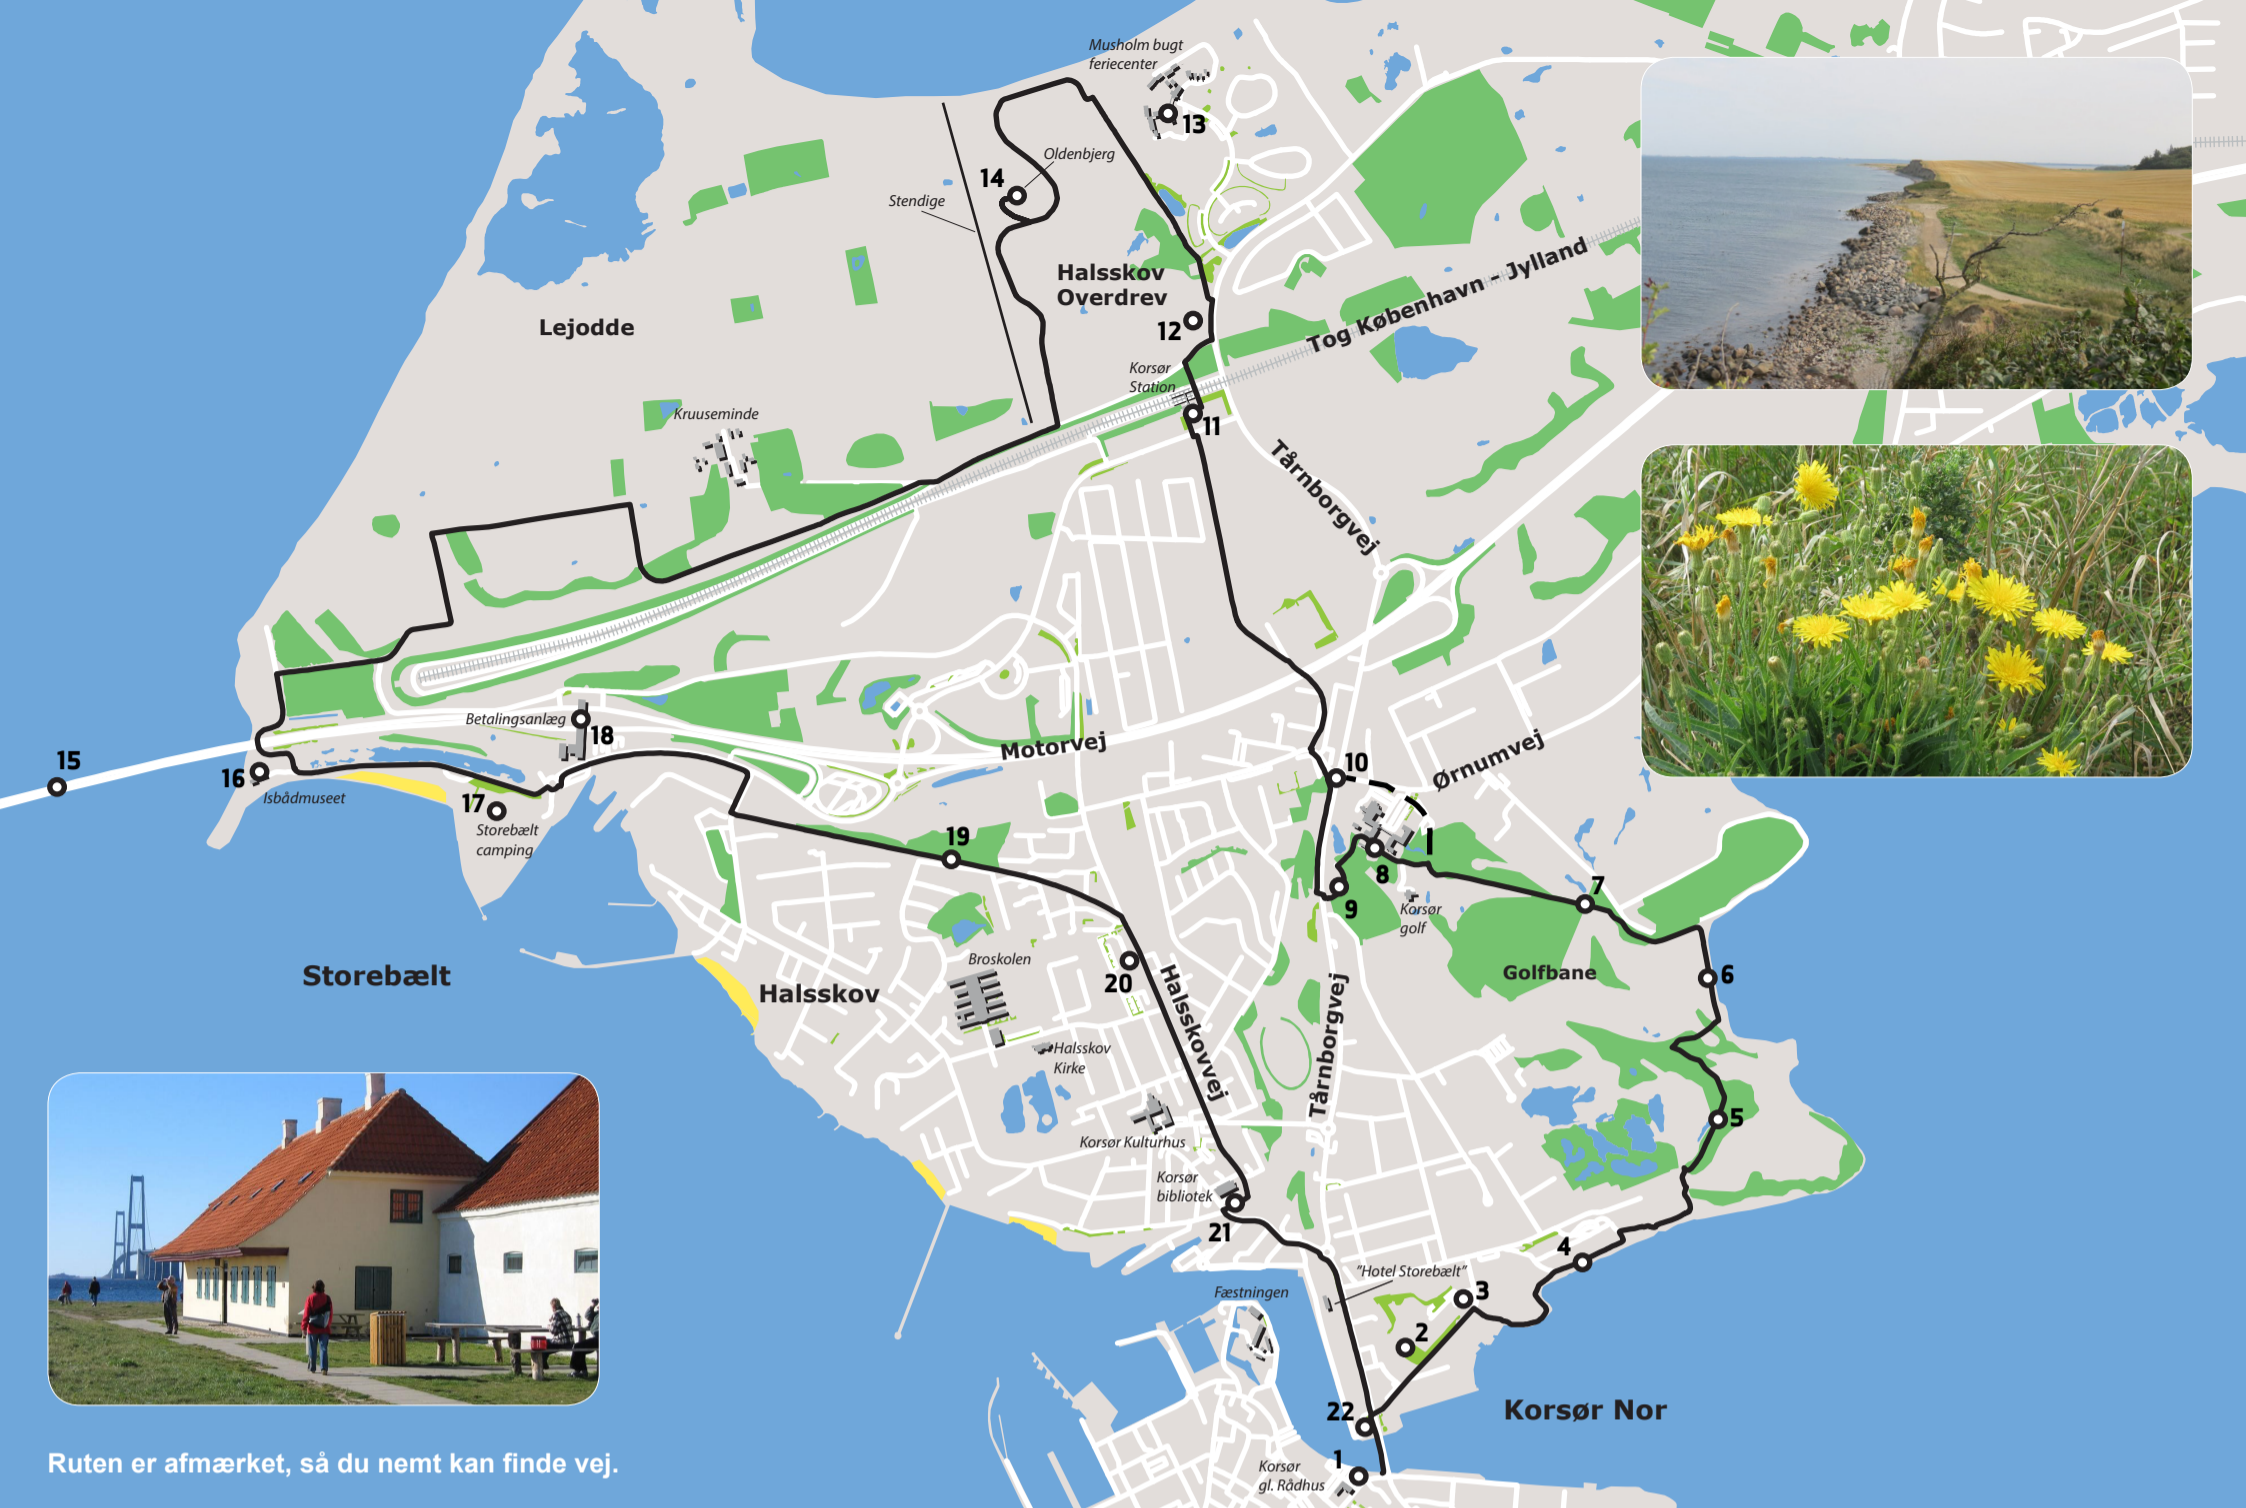 Musholm bugt
feriecenter
13
Oldenbjerg
14
Stendige
Halsskov
Overdrev
12
Tog København - Jylland
Lejodde
Korsør
Station
11
Kruuseminde
Tårnborgvej
Betalingsanlæg
18
15
16
Isbådmuseet
17
Storebælt
camping
Motorvej
10
Ørnumvej
19
8
7
9
Korsør
golf
Broskolen
20
Storebælt
Halsskov
Golfbane
6
Halsskovvej
Tårnborgvej
Halsskov
Kirke
5
Korsør Kulturhus
Korsør
bibliotek
21
4
"Hotel Storebælt"
Fæstningen
3
2
22
Korsør Nor
1
Korsør
gl. Rådhus
Ruten er afmærket, så du nemt kan finde vej.